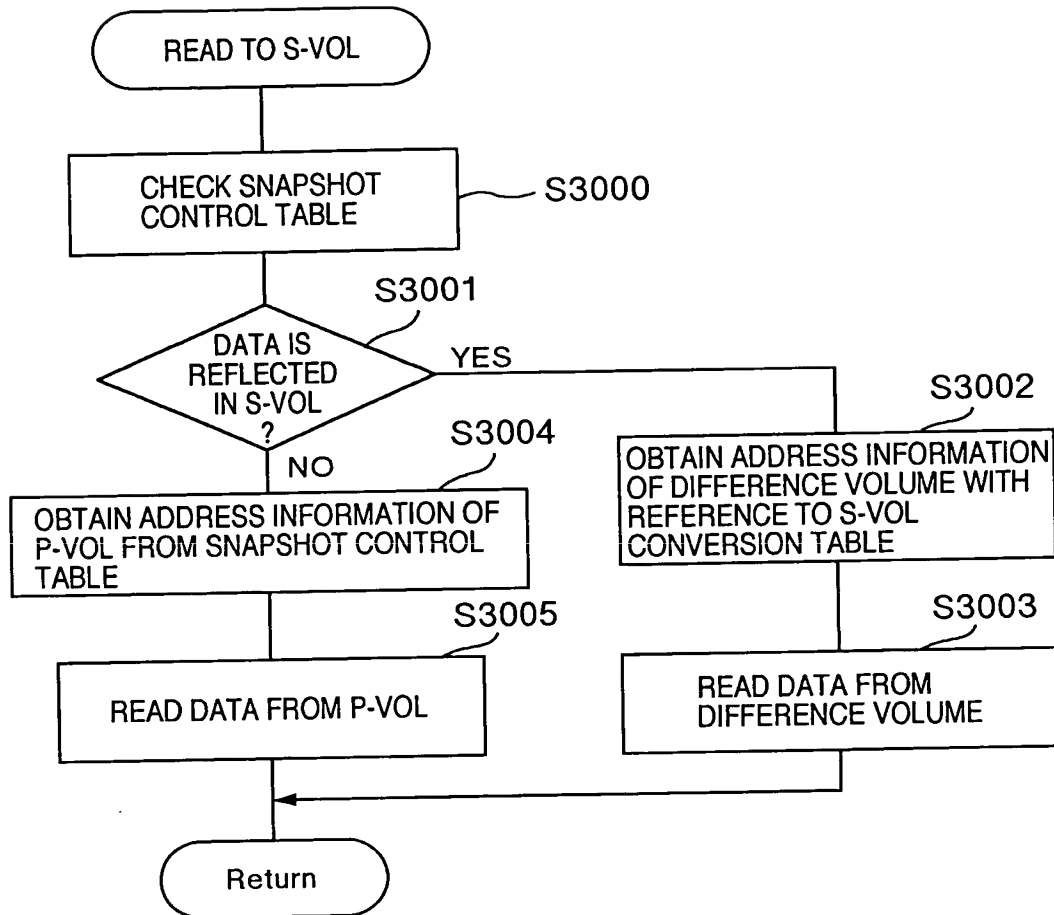 READ TO S-VOL
CHECK SNAPSHOT
CONTROL TABLE
S3000
S3001
DATA IS
REFLECTED
IN S-VOL
?
YES
NO
S3002
OBTAIN ADDRESS INFORMATION
OF DIFFERENCE VOLUME WITH
REFERENCE TO S-VOL
CONVERSION TABLE
S3004
OBTAIN ADDRESS INFORMATION OF
P-VOL FROM SNAPSHOT CONTROL
TABLE
S3003
READ DATA FROM
DIFFERENCE VOLUME
S3005
READ DATA FROM P-VOL
Return